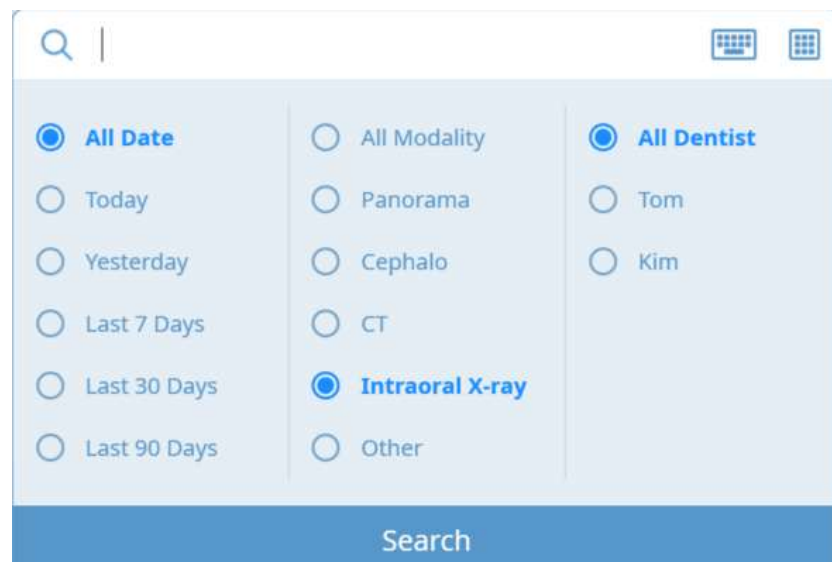 All Date
Today
Yesterday
Last 7 Days
Last 30 Days
Last 90 Days
All Modality
Panorama
Cephalo
CT
Intraoral X-ray
Other
All Dentist
Tom
Kim
Search